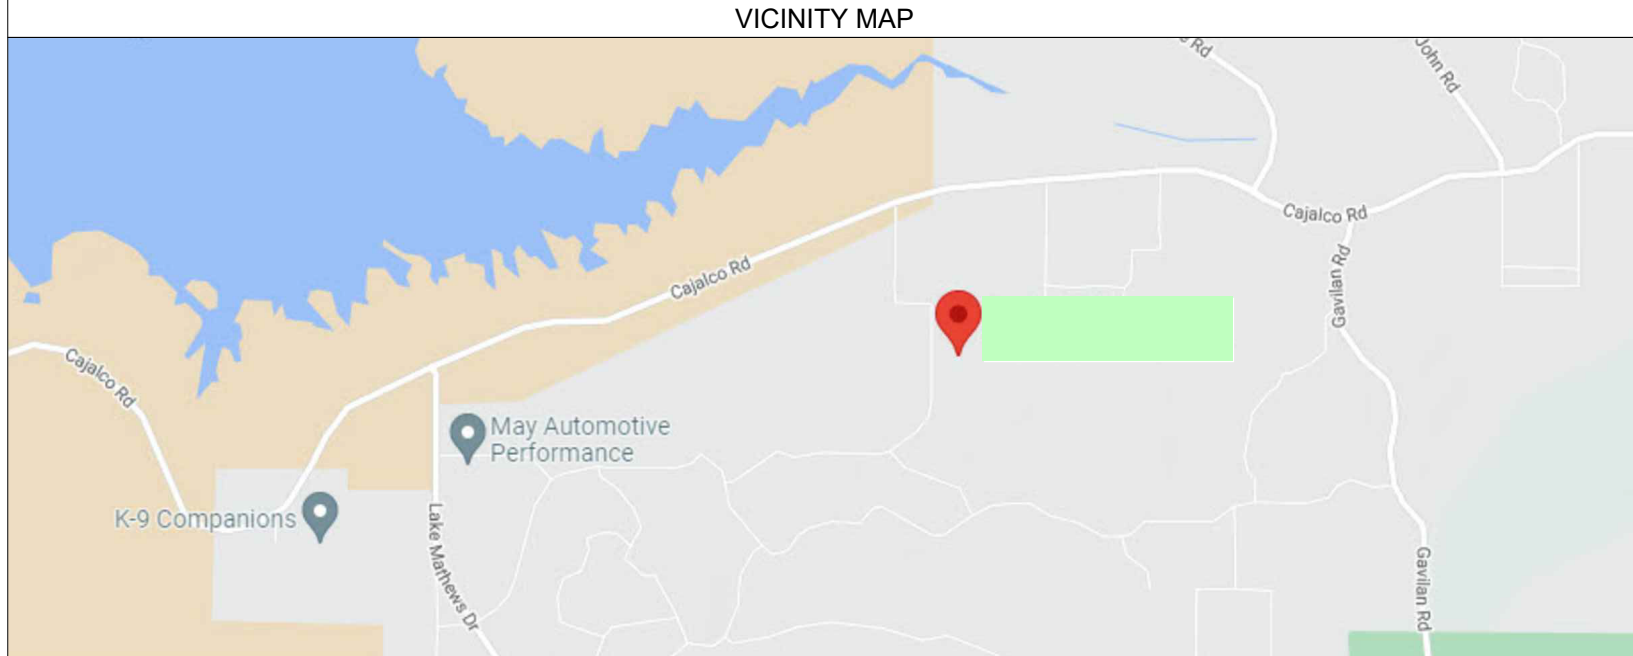 VICINITY MAP
Rd
John Rd
Cajalco Rd
Gavilan Rd
Cajalco Rd
Cajalco Rd
May Automotive
Performance
K-9 Companions
Lake Mathews Dr
Gavilan Rd